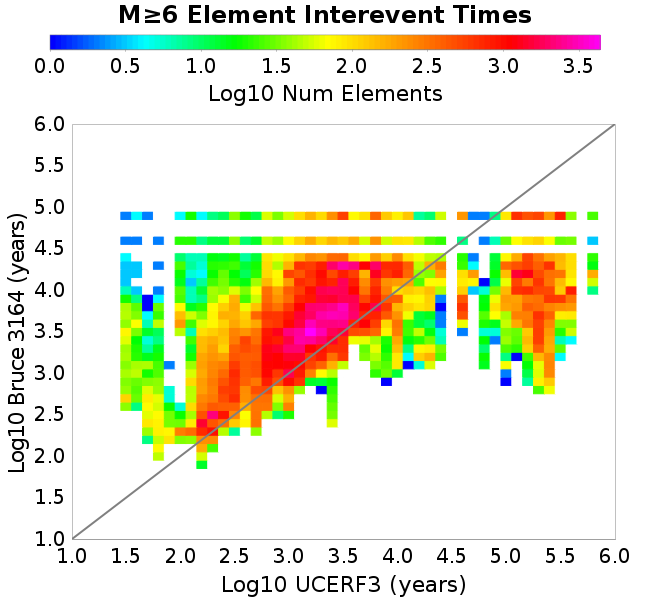 M≥6 Element Interevent Times
0.0 0.5 1.0 1.5 2.0 2.5 3.0 3.5
Log10 Num Elements
6.0
5.5
5.0
4.5
4.0
3.5
3.0
2.5
2.0
1.5
1.0
Log10 Bruce 3164 (years)
1.0 1.5 2.0 2.5 3.0 3.5 4.0 4.5 5.0 5.5 6.0
Log10 UCERF3 (years)